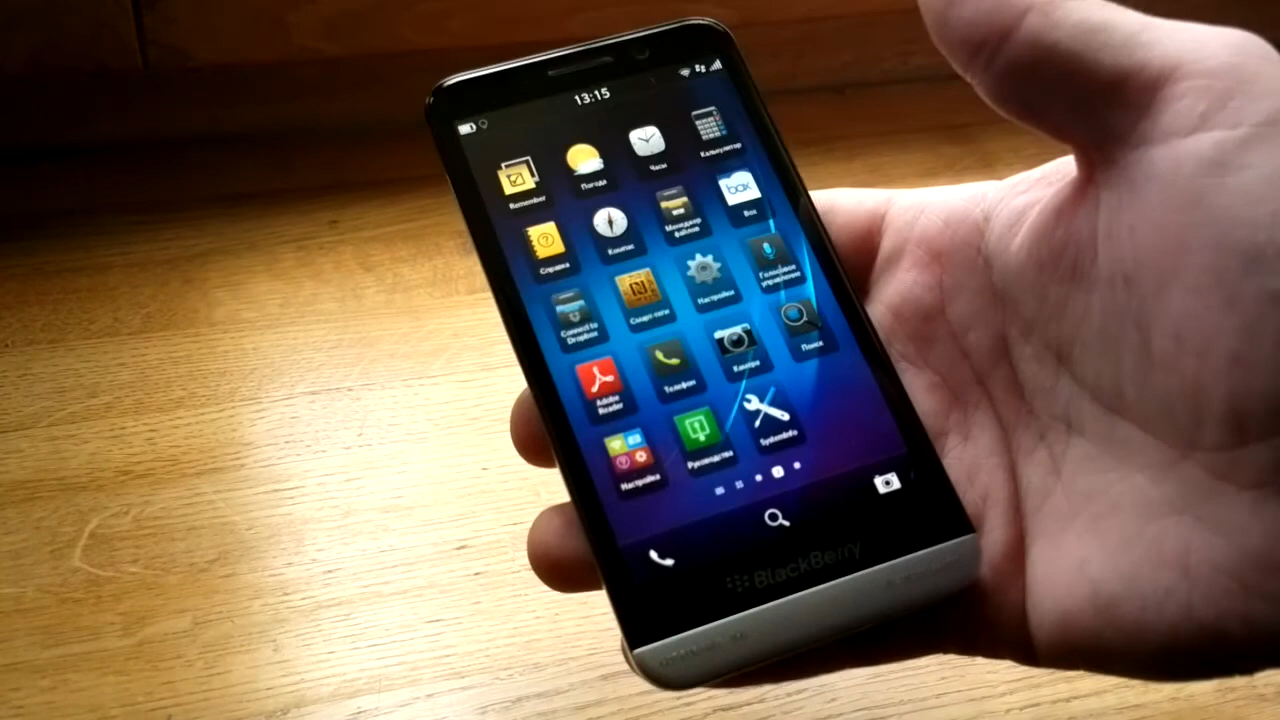 13:15
Remember
Погода
Часы
Калькулятор
Справка
Компас
Менеджер
файлов
box
Box
Connect to
Dropbox
Смарт-теги
Настройки
Голосовое
управление
Adobe
Reader
Телефон
Камера
Поиск
Настройка
Руководства
SystemInfo
BlackBerry